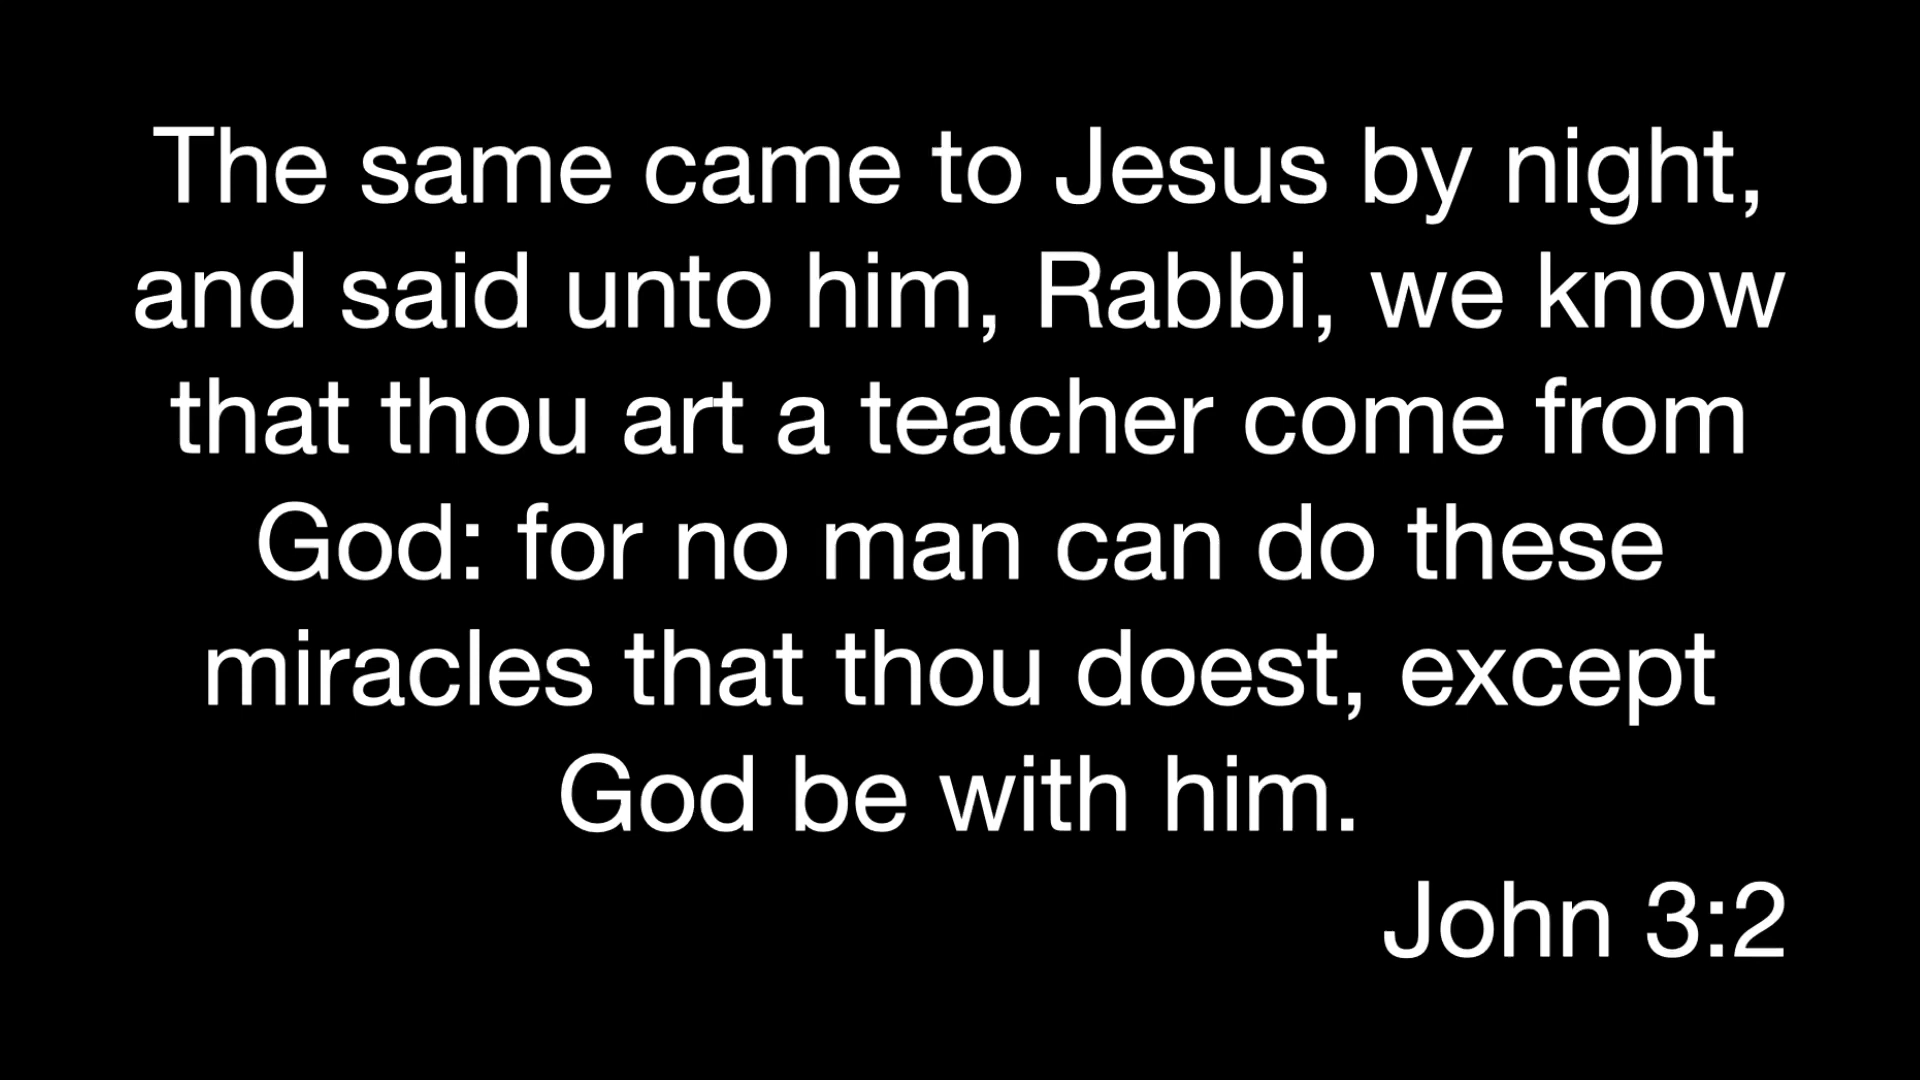 The same came to Jesus by night,
and said unto him, Rabbi, we know
that thou art a teacher come from
God: for no man can do these
miracles that thou doest, except
God be with him.
John 3:2